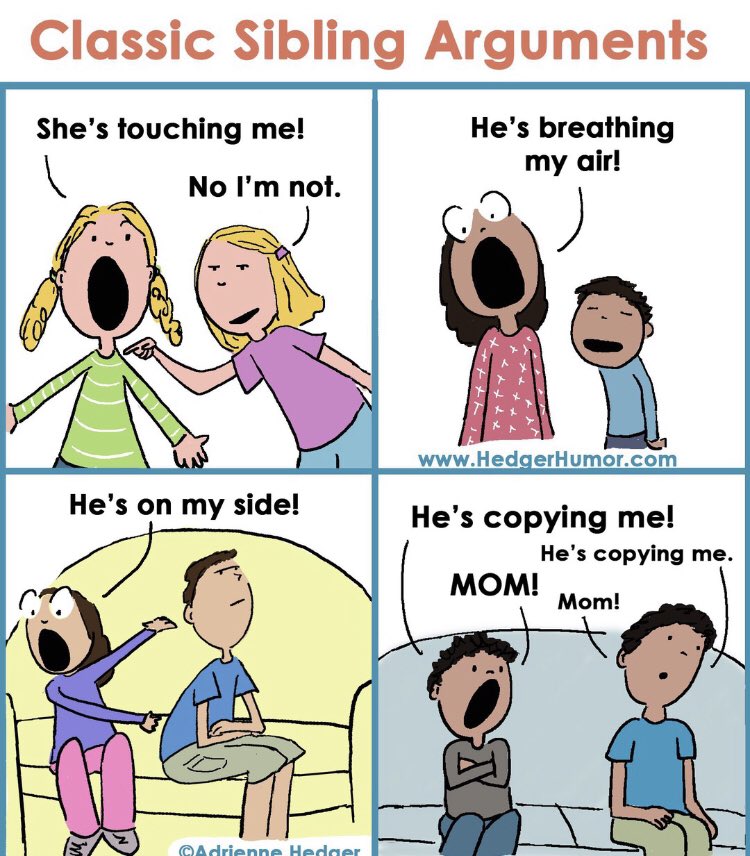 Classic Sibling Arguments
She's touching me!
No I'm not.
He's breathing
my air!
www.HedgerHumor.com
He's on my side!
©Adrienne Hedger
He's copying me!
He's copying me.
MOM!
Mom!